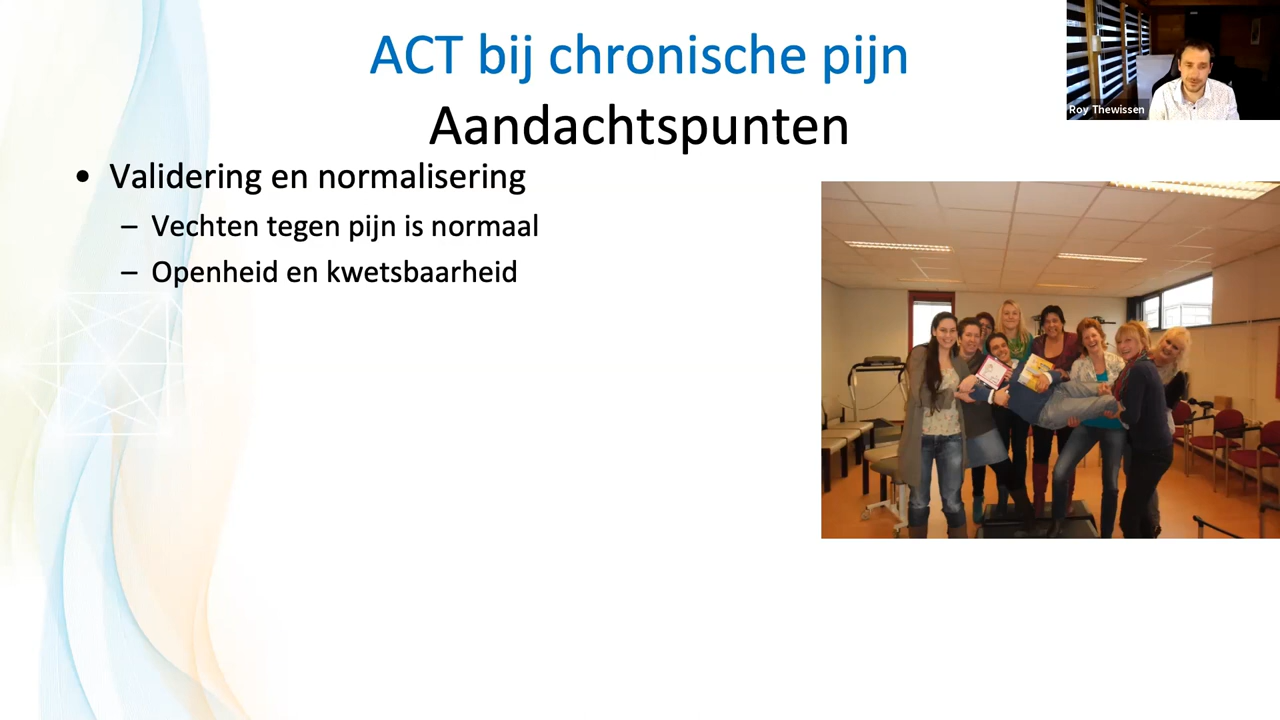 ACT bij chronische pijn
Aandachtspunten
Roy Thewissen
• Validering en normalisering
– Vechten tegen pijn is normaal
– Openheid en kwetsbaarheid